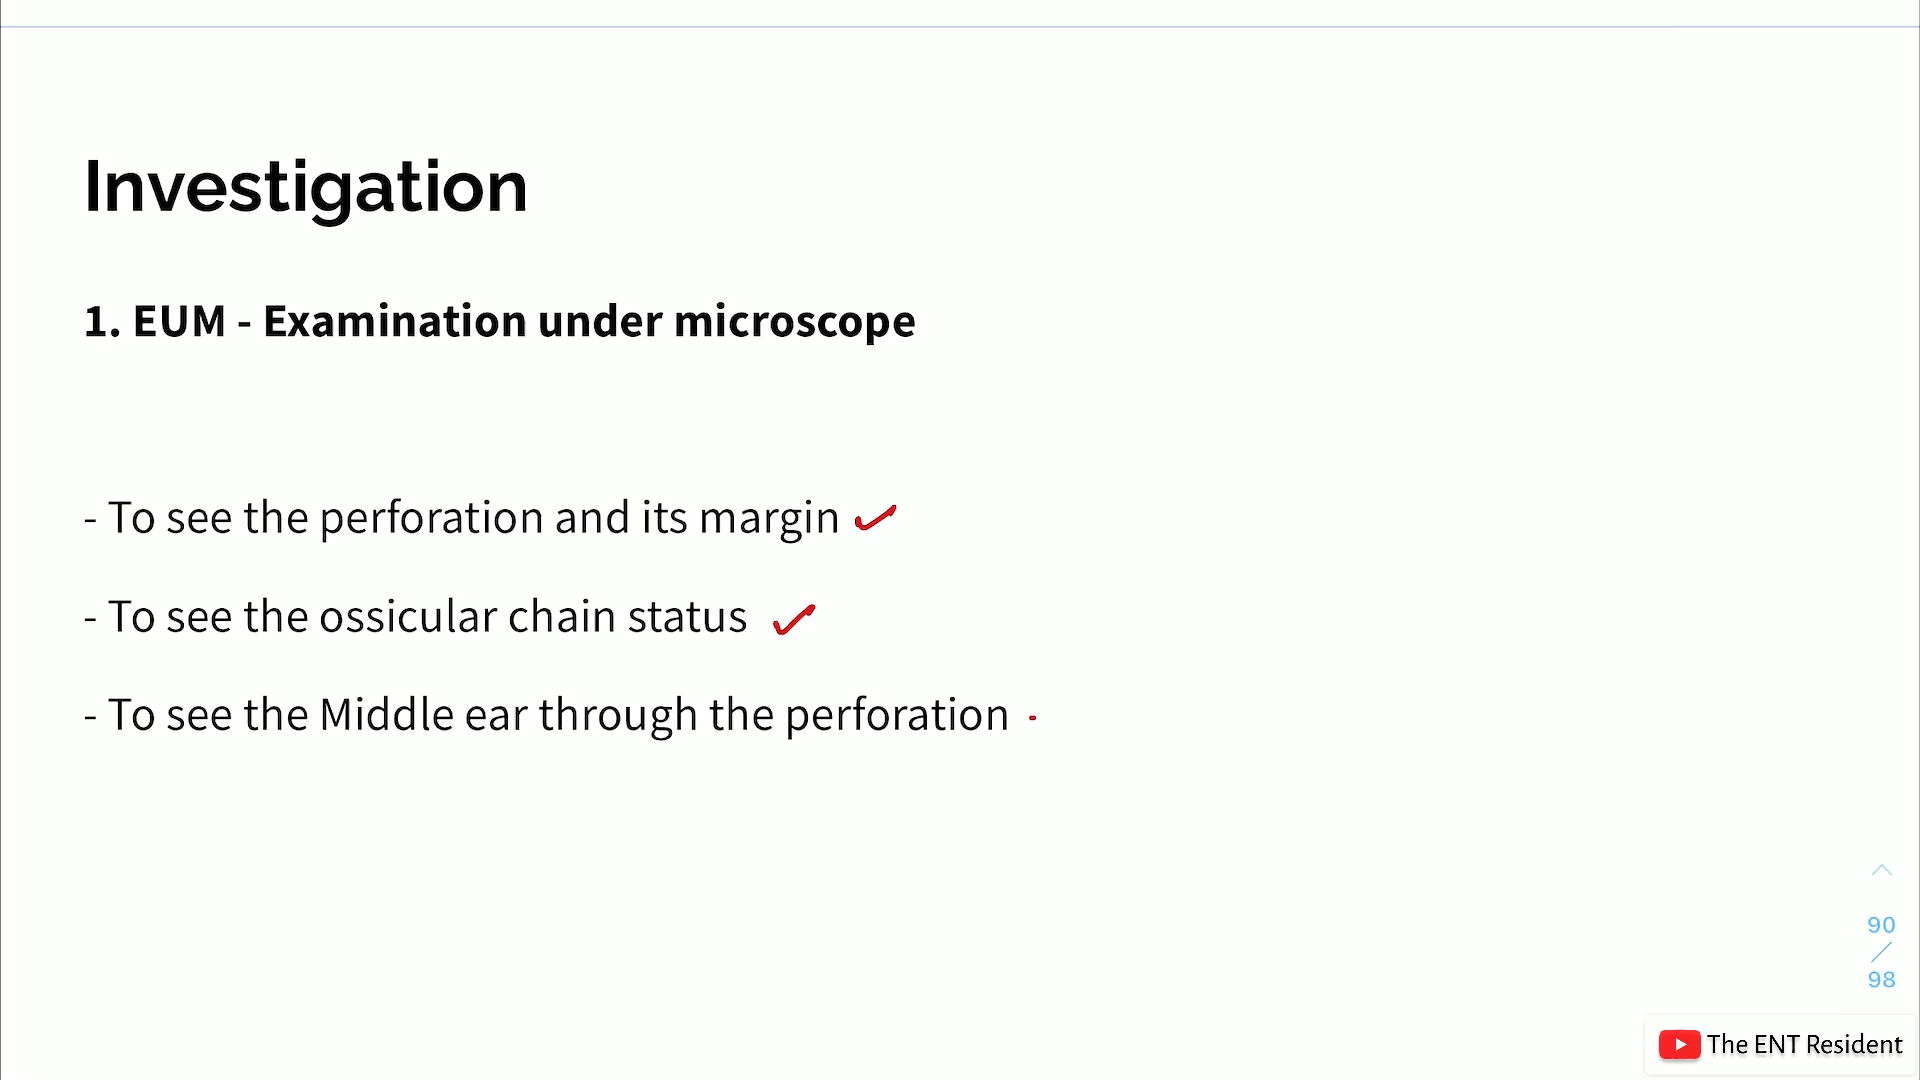 Investigation
1. EUM - Examination under microscope
- To see the perforation and its margin
- To see the ossicular chain status
- To see the Middle ear through the perforation
90
/
98
The ENT Resident